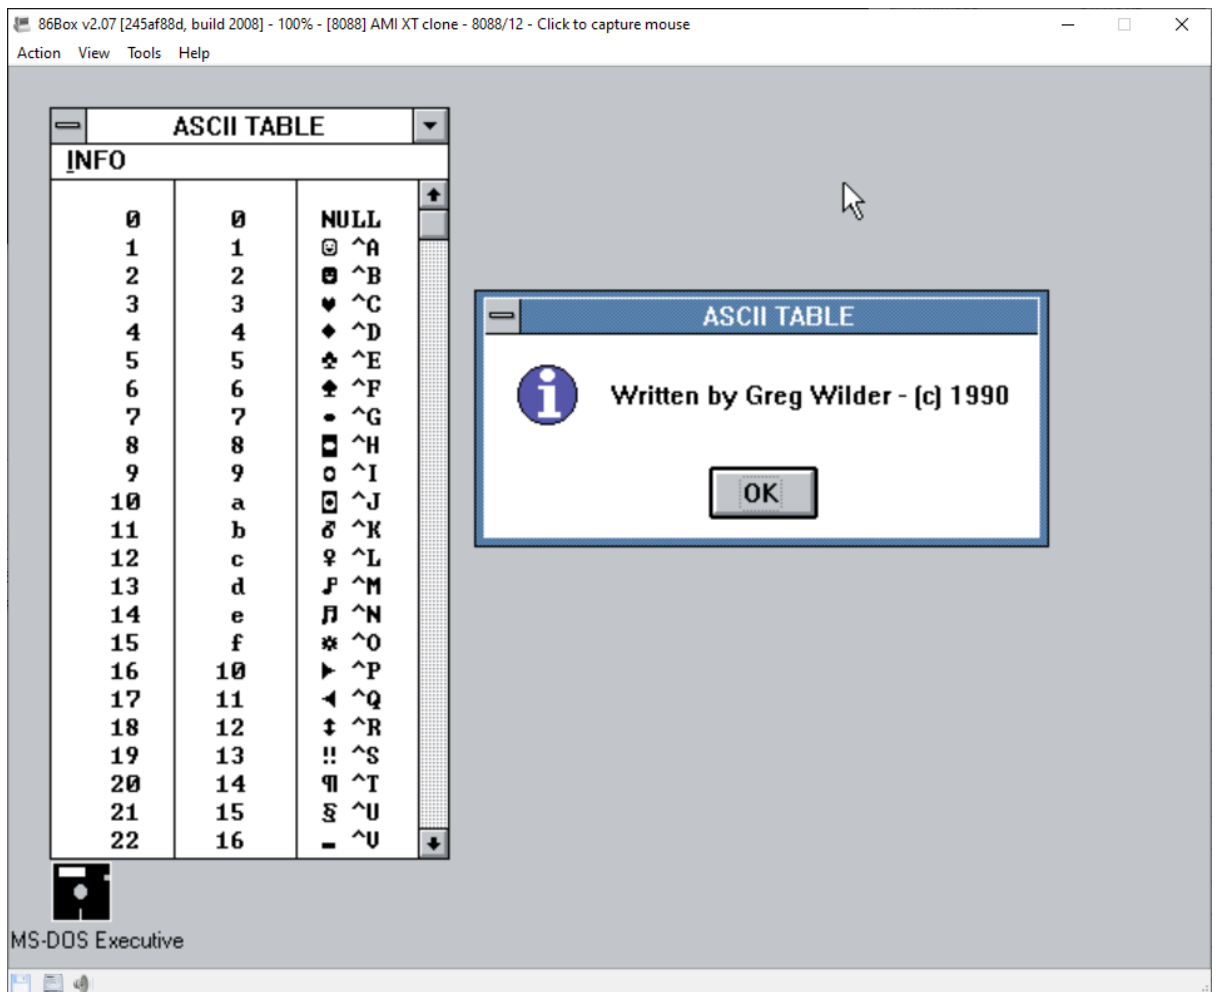 86Box v2.07 [245af88d, build 2008] - 100% - [8088] AMI XT clone - 8088/12 - Click to capture mouse
Action View Tools Help
ASCII TABLE
INFO
0 0 NULL
1 1 ☺ ^A
2 2 ☻ ^B
3 3 ♥ ^C
4 4 ♦ ^D
5 5 ♣ ^E
6 6 ♠ ^F
7 7 • ^G
8 8 ◘ ^H
9 9 ○ ^I
10 a ◙ ^J
11 b ♂ ^K
12 c ♀ ^L
13 d ♪ ^M
14 e ♫ ^N
15 f ☼ ^O
16 10 ► ^P
17 11 ◄ ^Q
18 12 ↕ ^R
19 13 ‼ ^S
20 14 ¶ ^T
21 15 § ^U
22 16 ▬ ^V
ASCII TABLE
Written by Greg Wilder - (c) 1990
OK
MS-DOS Executive